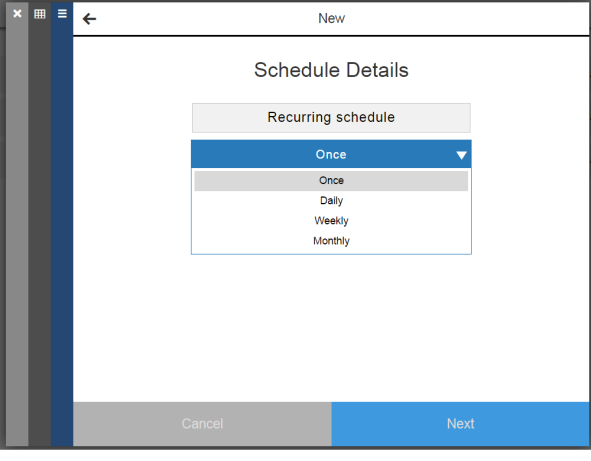 New
Schedule Details
Recurring schedule
Once
Once
Daily
Weekly
Monthly
Cancel
Next